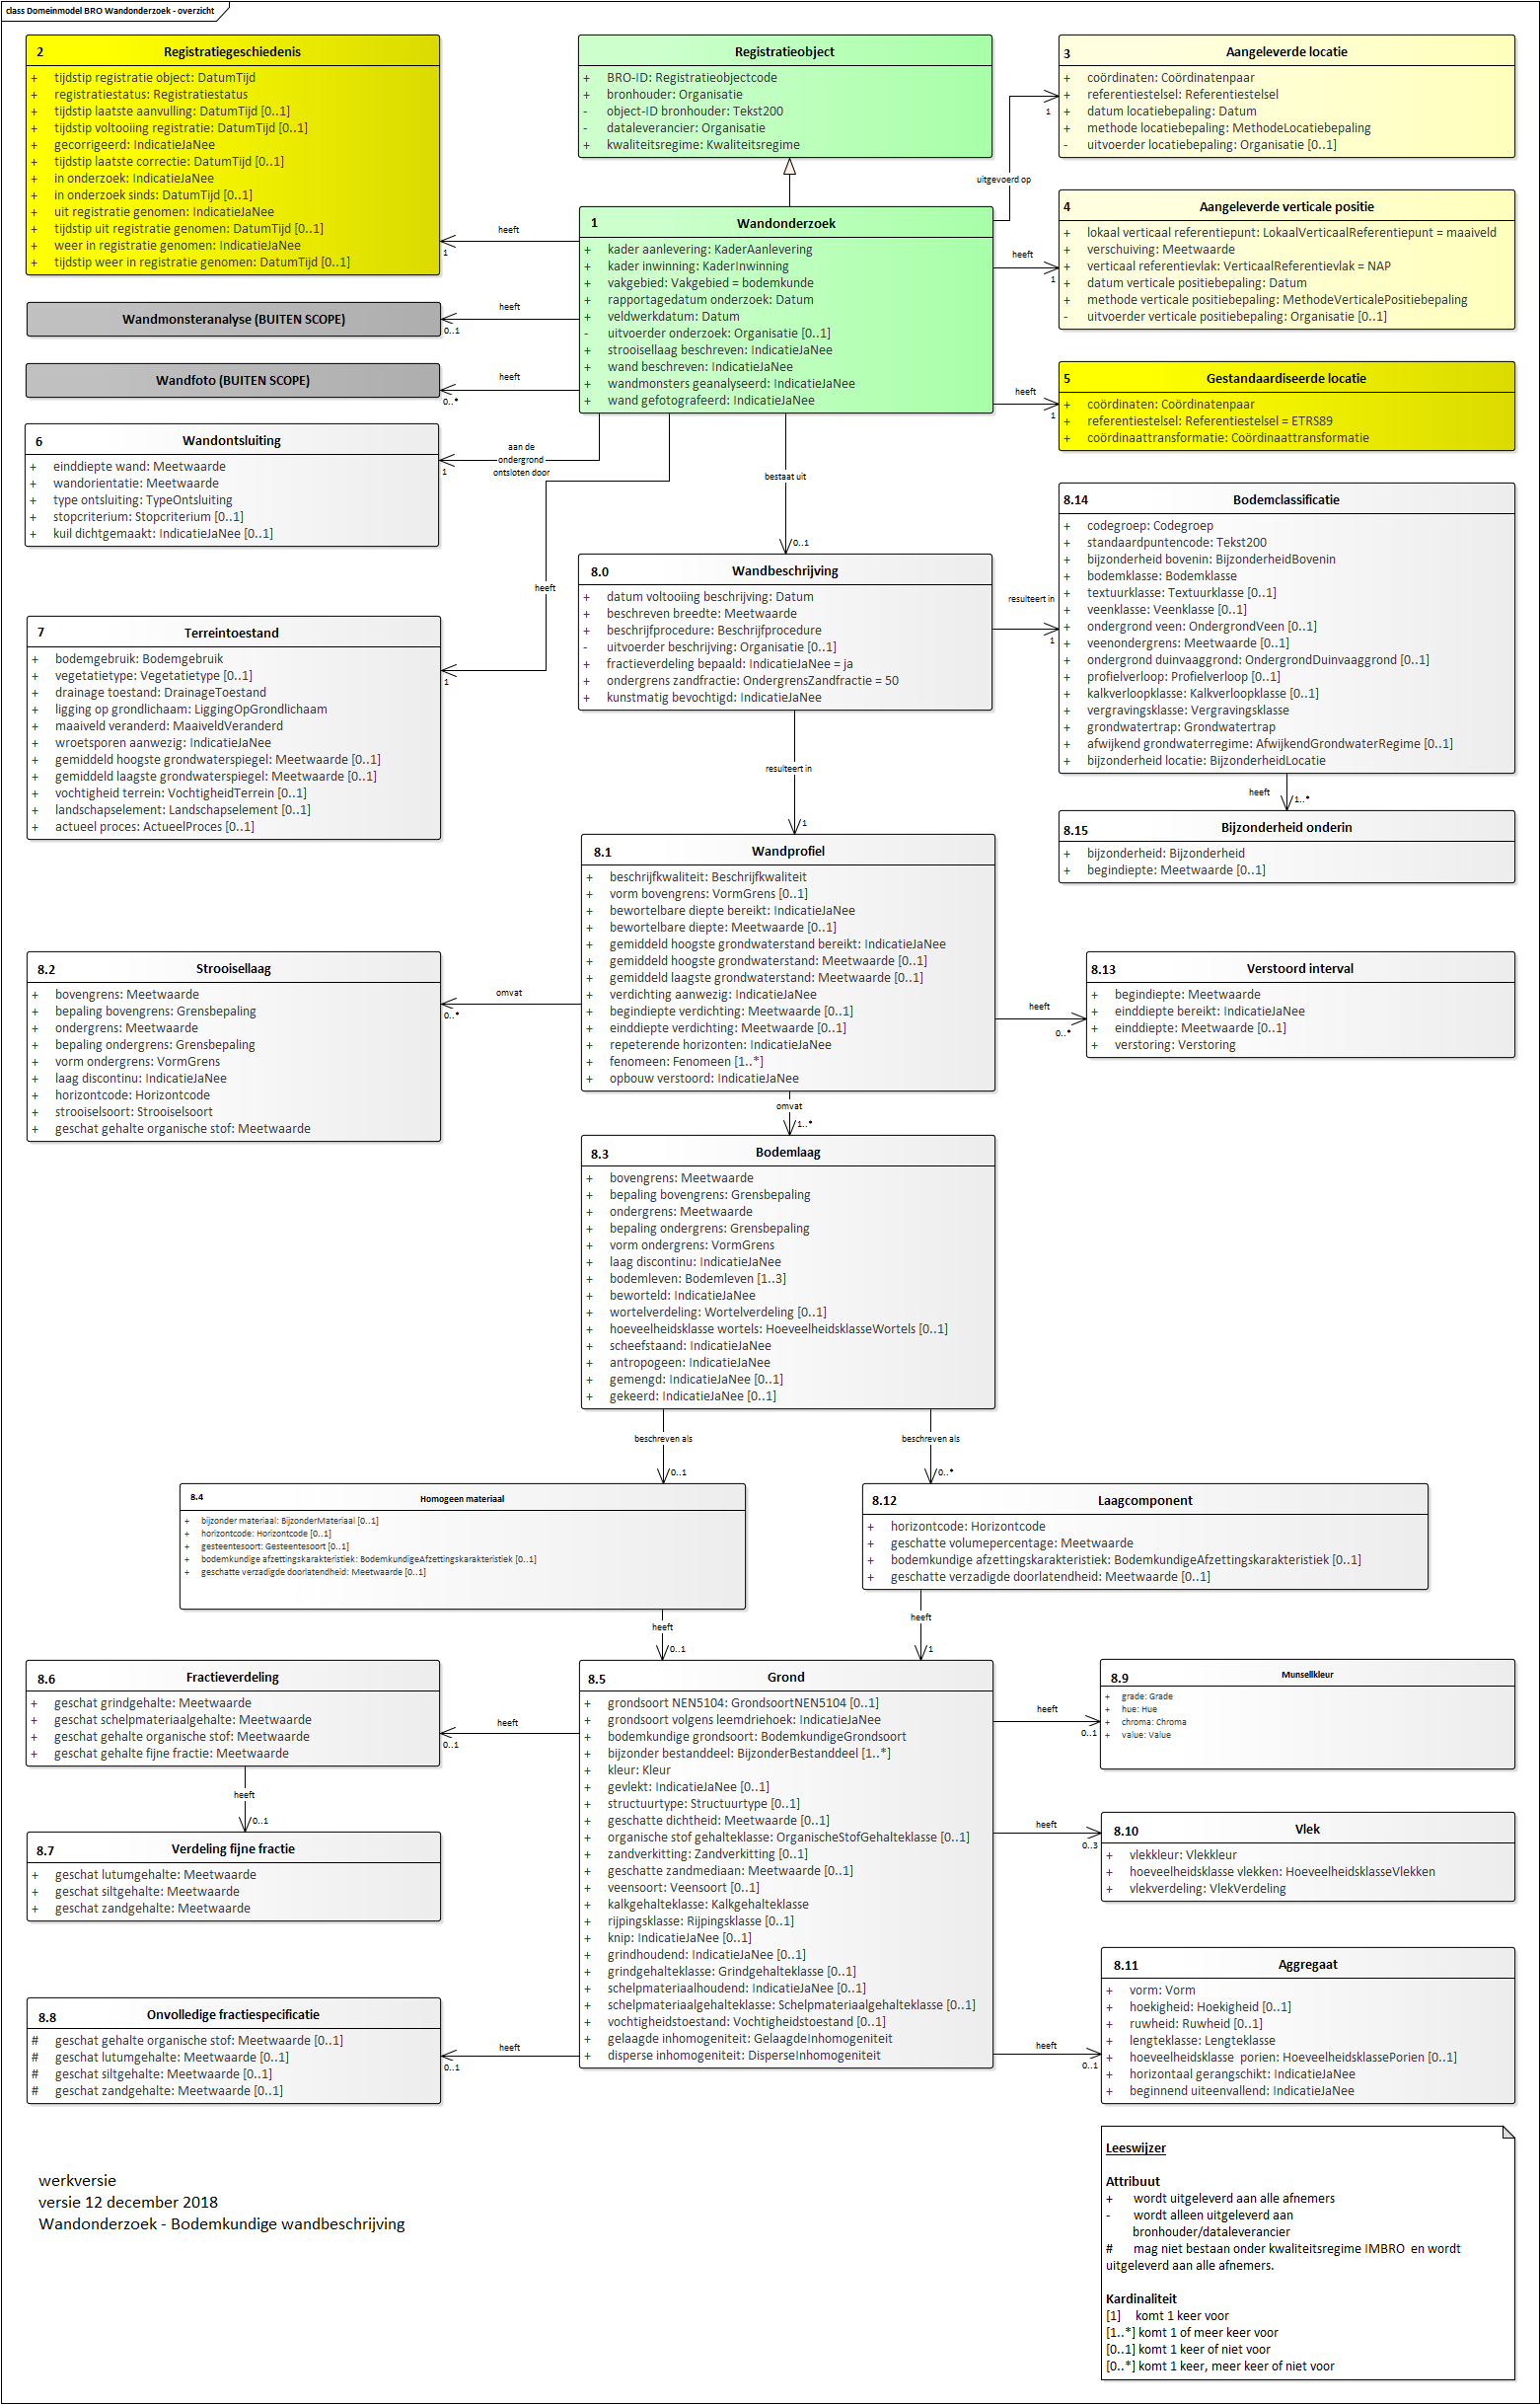 class Domeinmodel BRO Wandonderzoek - overzicht
2 Registratiegeschiedenis
+ tijdstip registratie object: DatumTijd
+ registratiestatus: Registratiestatus
+ tijdstip laatste aanvulling: DatumTijd [0..1]
+ tijdstip voltooiing registratie: DatumTijd [0..1]
+ gecorrigeerd: IndicatieJaNee
+ tijdstip laatste correctie: DatumTijd [0..1]
+ in onderzoek: IndicatieJaNee
+ in onderzoek sinds: DatumTijd [0..1]
+ uit registratie genomen: IndicatieJaNee
+ tijdstip uit registratie genomen: DatumTijd [0..1]
+ weer in registratie genomen: IndicatieJaNee
+ tijdstip weer in registratie genomen: DatumTijd [0..1]
Registratieobject
+ BRO-ID: Registratieobjectcode
+ bronhouder: Organisatie
- object-ID bronhouder: Tekst200
- dataleverancier: Organisatie
+ kwaliteitsregime: Kwaliteitsregime
3 Aangeleverde locatie
+ coördinaten: Coördinatenpaar
+ referentiestelsel: Referentiestelsel
+ datum locatiebepaling: Datum
+ methode locatiebepaling: MethodeLocatiebepaling
- uitvoerder locatiebepaling: Organisatie [0..1]
uitgevoerd op
1
1 Wandonderzoek
+ kader aanlevering: KaderAanlevering
+ kader inwinning: KaderInwinning
+ vakgebied: Vakgebied = bodemkunde
+ rapportagedatum onderzoek: Datum
+ veldwerkdatum: Datum
- uitvoerder onderzoek: Organisatie [0..1]
+ strooisellaag beschreven: IndicatieJaNee
+ wand beschreven: IndicatieJaNee
+ wandmonsters geanalyseerd: IndicatieJaNee
+ wand gefotografeerd: IndicatieJaNee
4 Aangeleverde verticale positie
+ lokaal verticaal referentiepunt: LokaalVerticaalReferentiepunt = maaiveld
+ verschuiving: Meetwaarde
+ verticaal referentievlak: VerticaalReferentievlak = NAP
+ datum verticale positiebepaling: Datum
+ methode verticale positiebepaling: MethodeVerticalePositiebepaling
- uitvoerder verticale positiebepaling: Organisatie [0..1]
heeft
1
heeft
1
Wandmonsteranalyse (BUITEN SCOPE)
heeft
0..1
Wandfoto (BUITEN SCOPE)
heeft
0..*
5 Gestandaardiseerde locatie
+ coördinaten: Coördinatenpaar
+ referentiestelsel: Referentiestelsel = ETRS89
+ coördinaattransformatie: Coördinaattransformatie
heeft
1
6 Wandontsluiting
+ einddiepte wand: Meetwaarde
+ wandorientatie: Meetwaarde
+ type ontsluiting: TypeOntsluiting
+ stopcriterium: Stopcriterium [0..1]
+ kuil dichtgemaakt: IndicatieJaNee [0..1]
aan de
ondergrond
ontsloten door
1
bestaat uit
0..1
8.14 Bodemclassificatie
+ codegroep: Codegroep
+ standaardpuntencode: Tekst200
+ bijzonderheid bovenin: BijzonderheidBovenin
+ bodemklasse: Bodemklasse
+ textuurklasse: Textuurklasse [0..1]
+ veenklasse: Veenklasse [0..1]
+ ondergrond veen: OndergrondVeen [0..1]
+ veenondergrens: Meetwaarde [0..1]
+ ondergrond duinvaaggrond: OndergrondDuinvaaggrond [0..1]
+ profielverloop: Profielverloop [0..1]
+ kalkverloopklasse: Kalkverloopklasse [0..1]
+ vergravingsklasse: Vergravingsklasse
+ grondwatertrap: Grondwatertrap
+ afwijkend grondwaterregime: AfwijkendGrondwaterRegime [0..1]
+ bijzonderheid locatie: BijzonderheidLocatie
8.0 Wandbeschrijving
+ datum voltooiing beschrijving: Datum
+ beschreven breedte: Meetwaarde
+ beschrijfprocedure: Beschrijfprocedure
- uitvoerder beschrijving: Organisatie [0..1]
+ fractieverdeling bepaald: IndicatieJaNee = ja
+ ondergrens zandfractie: OndergrensZandfractie = 50
+ kunstmatig bevochtigd: IndicatieJaNee
resulteert in
1
heeft
1
7 Terreintoestand
+ bodemgebruik: Bodemgebruik
+ vegetatietype: Vegetatietype [0..1]
+ drainage toestand: DrainageToestand
+ ligging op grondlichaam: LiggingOpGrondlichaam
+ maaiveld veranderd: MaaiveldVeranderd
+ wroetsporen aanwezig: IndicatieJaNee
+ gemiddeld hoogste grondwaterspiegel: Meetwaarde [0..1]
+ gemiddeld laagste grondwaterspiegel: Meetwaarde [0..1]
+ vochtigheid terrein: VochtigheidTerrein [0..1]
+ landschapselement: Landschapselement [0..1]
+ actueel proces: ActueelProces [0..1]
resulteert in
1
heeft
1..*
8.15 Bijzonderheid onderin
+ bijzonderheid: Bijzonderheid
+ begindiepte: Meetwaarde [0..1]
8.1 Wandprofiel
+ beschrijfkwaliteit: Beschrijfkwaliteit
+ vorm bovengrens: VormGrens [0..1]
+ bewortelbare diepte bereikt: IndicatieJaNee
+ bewortelbare diepte: Meetwaarde [0..1]
+ gemiddeld hoogste grondwaterstand bereikt: IndicatieJaNee
+ gemiddeld hoogste grondwaterstand: Meetwaarde [0..1]
+ gemiddeld laagste grondwaterstand: Meetwaarde [0..1]
+ verdichting aanwezig: IndicatieJaNee
+ begindiepte verdichting: Meetwaarde [0..1]
+ einddiepte verdichting: Meetwaarde [0..1]
+ repeterende horizonten: IndicatieJaNee
+ fenomeen: Fenomeen [1..*]
+ opbouw verstoord: IndicatieJaNee
8.2 Strooisellaag
+ bovengrens: Meetwaarde
+ bepaling bovengrens: Grensbepaling
+ ondergrens: Meetwaarde
+ bepaling ondergrens: Grensbepaling
+ vorm ondergrens: VormGrens
+ laag discontinu: IndicatieJaNee
+ horizontcode: Horizontcode
+ strooiselsoort: Strooiselsoort
+ geschat gehalte organische stof: Meetwaarde
omvat
0..*
heeft
0..*
8.13 Verstoord interval
+ begindiepte: Meetwaarde
+ einddiepte bereikt: IndicatieJaNee
+ einddiepte: Meetwaarde [0..1]
+ verstoring: Verstoring
omvat
1..*
8.3 Bodemlaag
+ bovengrens: Meetwaarde
+ bepaling bovengrens: Grensbepaling
+ ondergrens: Meetwaarde
+ bepaling ondergrens: Grensbepaling
+ vorm ondergrens: VormGrens
+ laag discontinu: IndicatieJaNee
+ bodemleven: Bodemleven [1..3]
+ beworteld: IndicatieJaNee
+ wortelverdeling: Wortelverdeling [0..1]
+ hoeveelheidsklasse wortels: HoeveelheidsklasseWortels [0..1]
+ scheefstaand: IndicatieJaNee
+ antropogeen: IndicatieJaNee
+ gemengd: IndicatieJaNee [0..1]
+ gekeerd: IndicatieJaNee [0..1]
beschreven als
0..1
beschreven als
0..*
8.4 Homogeen materiaal
+ bijzonder materiaal: BijzonderMateriaal [0..1]
+ horizontcode: Horizontcode [0..1]
+ gesteentesoort: Gesteentesoort [0..1]
+ bodemkundige afzettingskarakteristiek: BodemkundigeAfzettingskarakteristiek [0..1]
+ geschatte verzadigde doorlatendheid: Meetwaarde [0..1]
8.12 Laagcomponent
+ horizontcode: Horizontcode
+ geschatte volumepercentage: Meetwaarde
+ bodemkundige afzettingskarakteristiek: BodemkundigeAfzettingskarakteristiek [0..1]
+ geschatte verzadigde doorlatendheid: Meetwaarde [0..1]
heeft
0..1
heeft
1
8.6 Fractieverdeling
+ geschat grindgehalte: Meetwaarde
+ geschat schelpmateriaalgehalte: Meetwaarde
+ geschat gehalte organische stof: Meetwaarde
+ geschat gehalte fijne fractie: Meetwaarde
heeft
0..1
8.5 Grond
+ grondsoort NEN5104: GrondsoortNEN5104 [0..1]
+ grondsoort volgens leemdriehoek: IndicatieJaNee
+ bodemkundige grondsoort: BodemkundigeGrondsoort
+ bijzonder bestanddeel: BijzonderBestanddeel [1..*]
+ kleur: Kleur
+ gevlekt: IndicatieJaNee [0..1]
+ structuurtype: Structuurtype [0..1]
+ geschatte dichtheid: Meetwaarde [0..1]
+ organische stof gehalteklasse: OrganischeStofGehalteklasse [0..1]
+ zandverkitting: Zandverkitting [0..1]
+ geschatte zandmediaan: Meetwaarde [0..1]
+ veensoort: Veensoort [0..1]
+ kalkgehalteklasse: Kalkgehalteklasse
+ rijpingsklasse: Rijpingsklasse [0..1]
+ knip: IndicatieJaNee [0..1]
+ grindhoudend: IndicatieJaNee [0..1]
+ grindgehalteklasse: Grindgehalteklasse [0..1]
+ schelpmateriaalhoudend: IndicatieJaNee [0..1]
+ schelpmateriaalgehalteklasse: Schelpmateriaalgehalteklasse [0..1]
+ vochtigheidstoestand: Vochtigheidstoestand [0..1]
+ gelaagde inhomogeniteit: GelaagdeInhomogeniteit
+ disperse inhomogeniteit: DisperseInhomogeniteit
heeft
0..1
8.9 Munsellkleur
+ grade: Grade
+ hue: Hue
+ chroma: Chroma
+ value: Value
heeft
0..1
8.7 Verdeling fijne fractie
+ geschat lutumgehalte: Meetwaarde
+ geschat siltgehalte: Meetwaarde
+ geschat zandgehalte: Meetwaarde
heeft
0..3
8.10 Vlek
+ vlekkleur: Vlekkleur
+ hoeveelheidsklasse vlekken: HoeveelheidsklasseVlekken
+ vlekverdeling: VlekVerdeling
8.8 Onvolledige fractiespecificatie
# geschat gehalte organische stof: Meetwaarde [0..1]
# geschat lutumgehalte: Meetwaarde [0..1]
# geschat siltgehalte: Meetwaarde [0..1]
# geschat zandgehalte: Meetwaarde [0..1]
heeft
0..1
heeft
0..1
8.11 Aggregaat
+ vorm: Vorm
+ hoekigheid: Hoekigheid [0..1]
+ ruwheid: Ruwheid [0..1]
+ lengteklasse: Lengteklasse
+ hoeveelheidsklasse porien: HoeveelheidsklassePorien [0..1]
+ horizontaal gerangschikt: IndicatieJaNee
+ beginnend uiteenvallend: IndicatieJaNee
werkversie
versie 12 december 2018
Wandonderzoek - Bodemkundige wandbeschrijving
Leeswijzer
Attribuut
+ wordt uitgeleverd aan alle afnemers
- wordt alleen uitgeleverd aan
bronhouder/dataleverancier
# mag niet bestaan onder kwaliteitsregime IMBRO en wordt
uitgeleverd aan alle afnemers.
Kardinaliteit
[1] komt 1 keer voor
[1..*] komt 1 of meer keer voor
[0..1] komt 1 keer of niet voor
[0..*] komt 1 keer, meer keer of niet voor